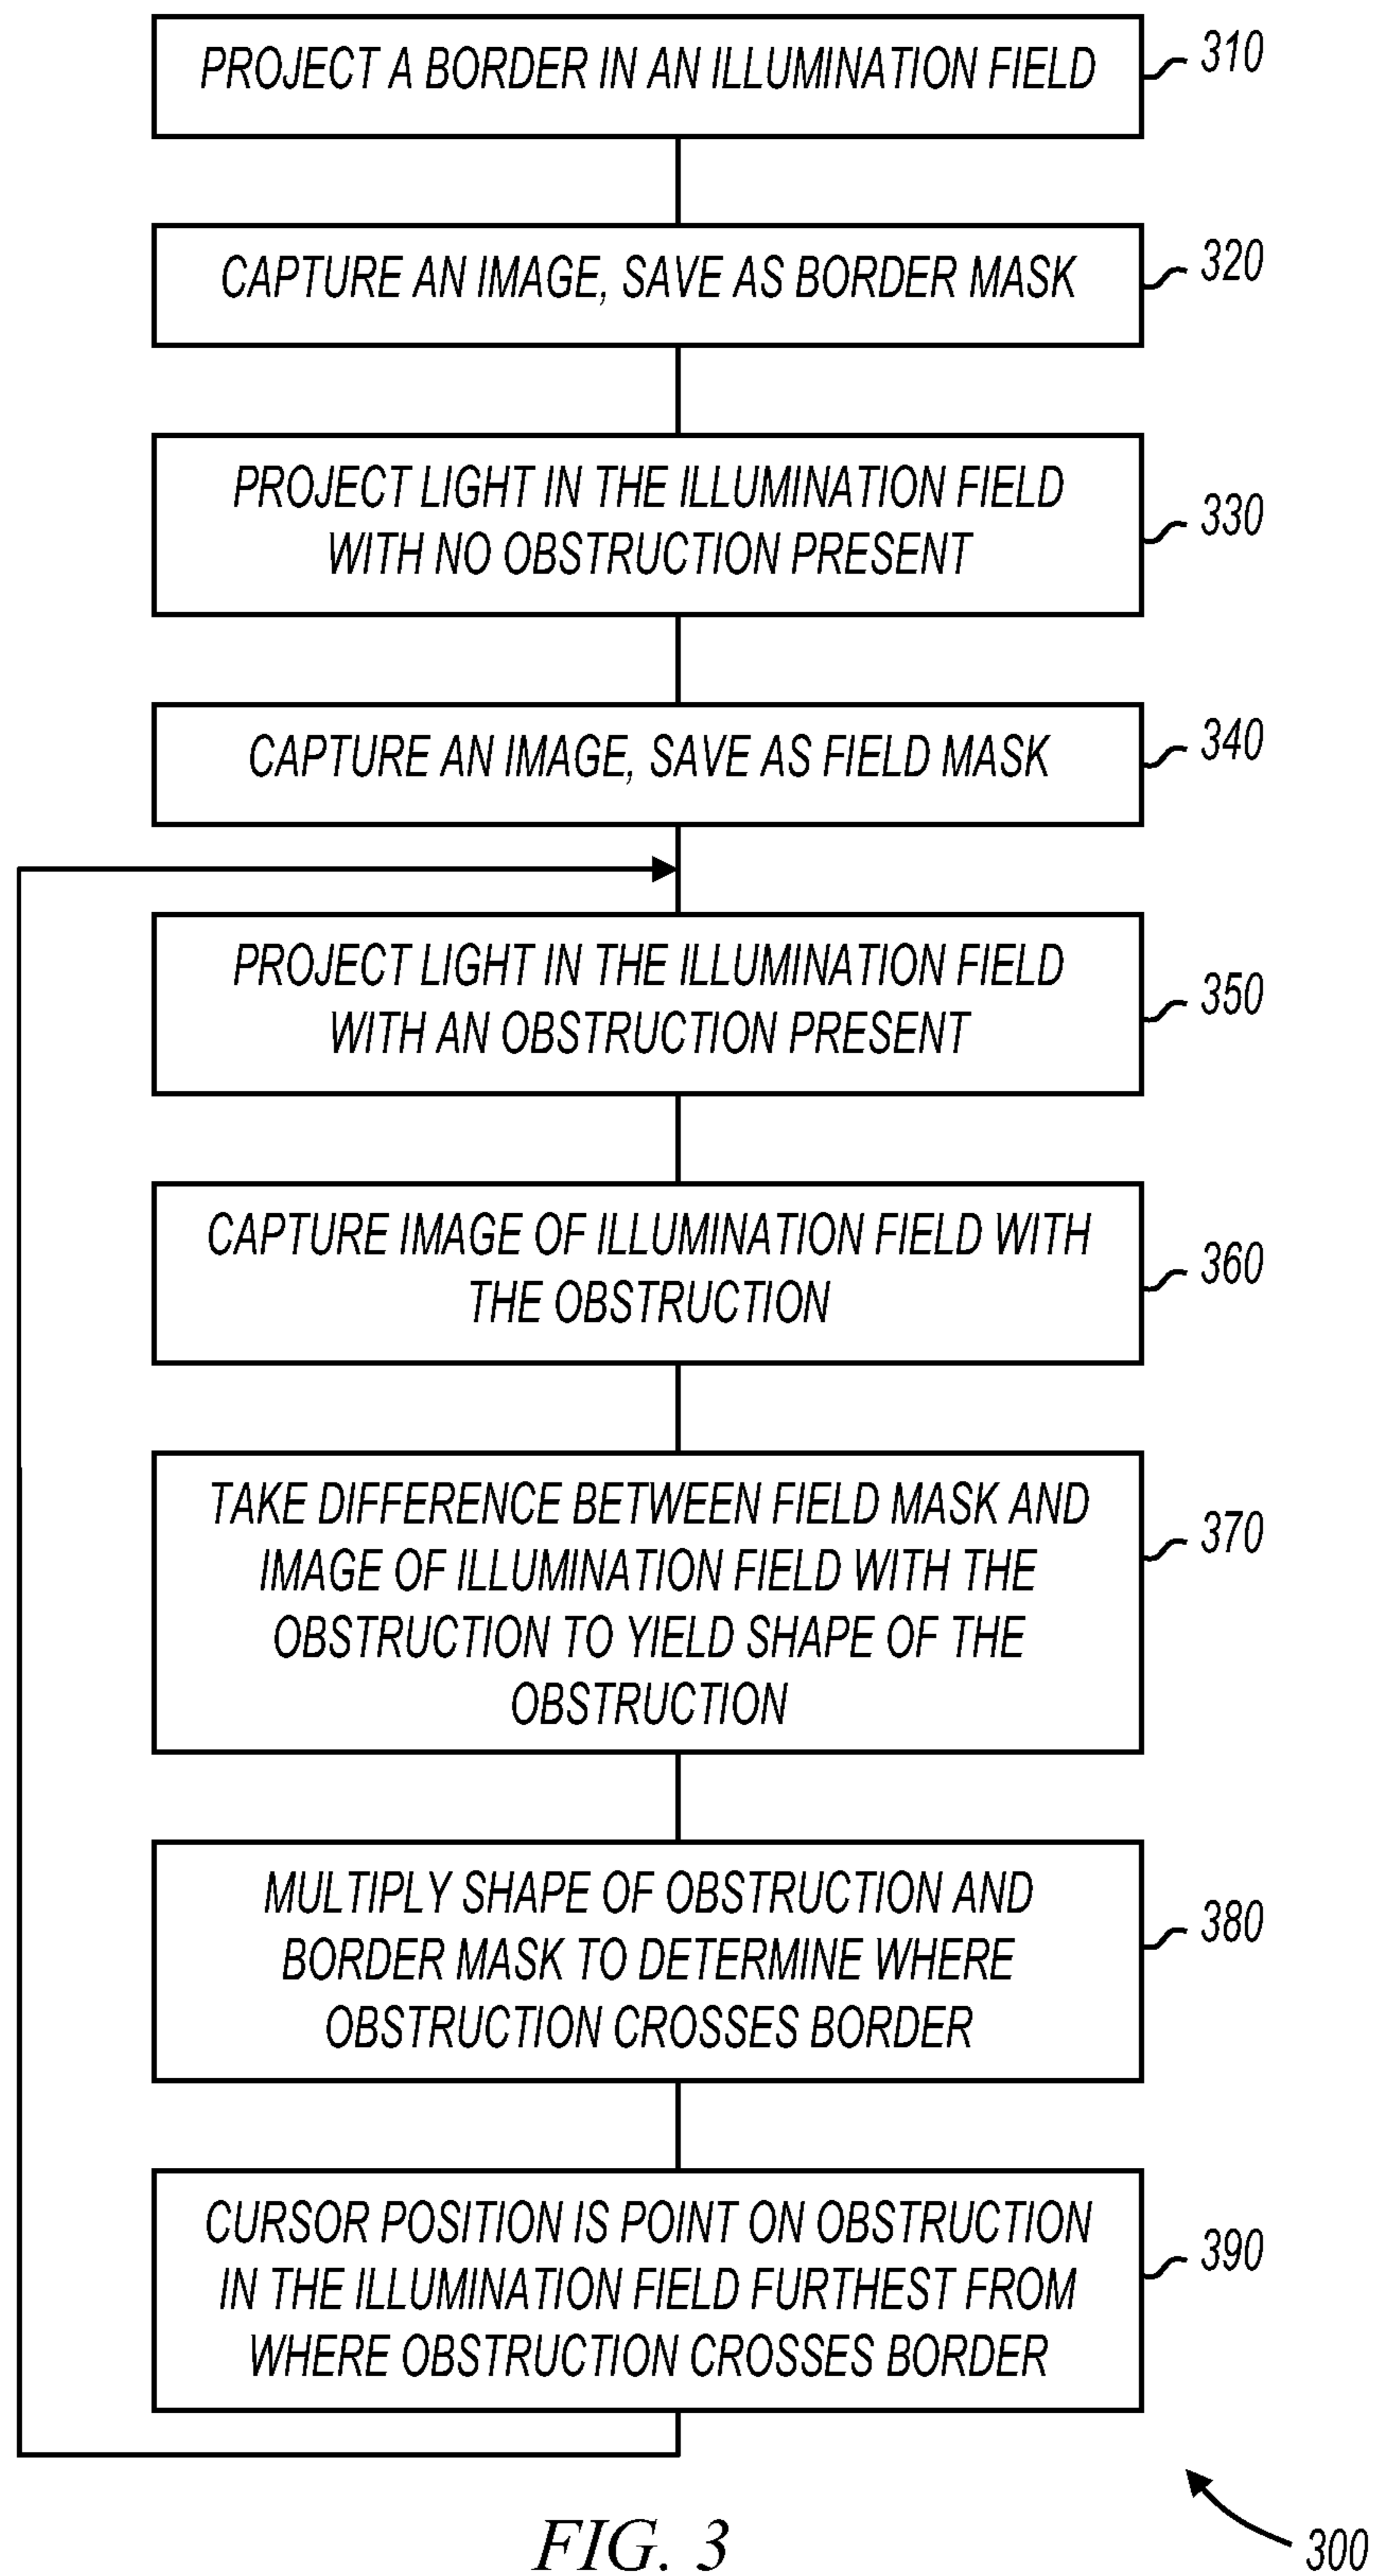 PROJECT A BORDER IN AN ILLUMINATION FIELD
310
CAPTURE AN IMAGE, SAVE AS BORDER MASK
320
PROJECT LIGHT IN THE ILLUMINATION FIELD
WITH NO OBSTRUCTION PRESENT
330
CAPTURE AN IMAGE, SAVE AS FIELD MASK
340
PROJECT LIGHT IN THE ILLUMINATION FIELD
WITH AN OBSTRUCTION PRESENT
350
CAPTURE IMAGE OF ILLUMINATION FIELD WITH
THE OBSTRUCTION
360
TAKE DIFFERENCE BETWEEN FIELD MASK AND
IMAGE OF ILLUMINATION FIELD WITH THE
OBSTRUCTION TO YIELD SHAPE OF THE
OBSTRUCTION
370
MULTIPLY SHAPE OF OBSTRUCTION AND
BORDER MASK TO DETERMINE WHERE
OBSTRUCTION CROSSES BORDER
380
CURSOR POSITION IS POINT ON OBSTRUCTION
IN THE ILLUMINATION FIELD FURTHEST FROM
WHERE OBSTRUCTION CROSSES BORDER
390
FIG. 3
300